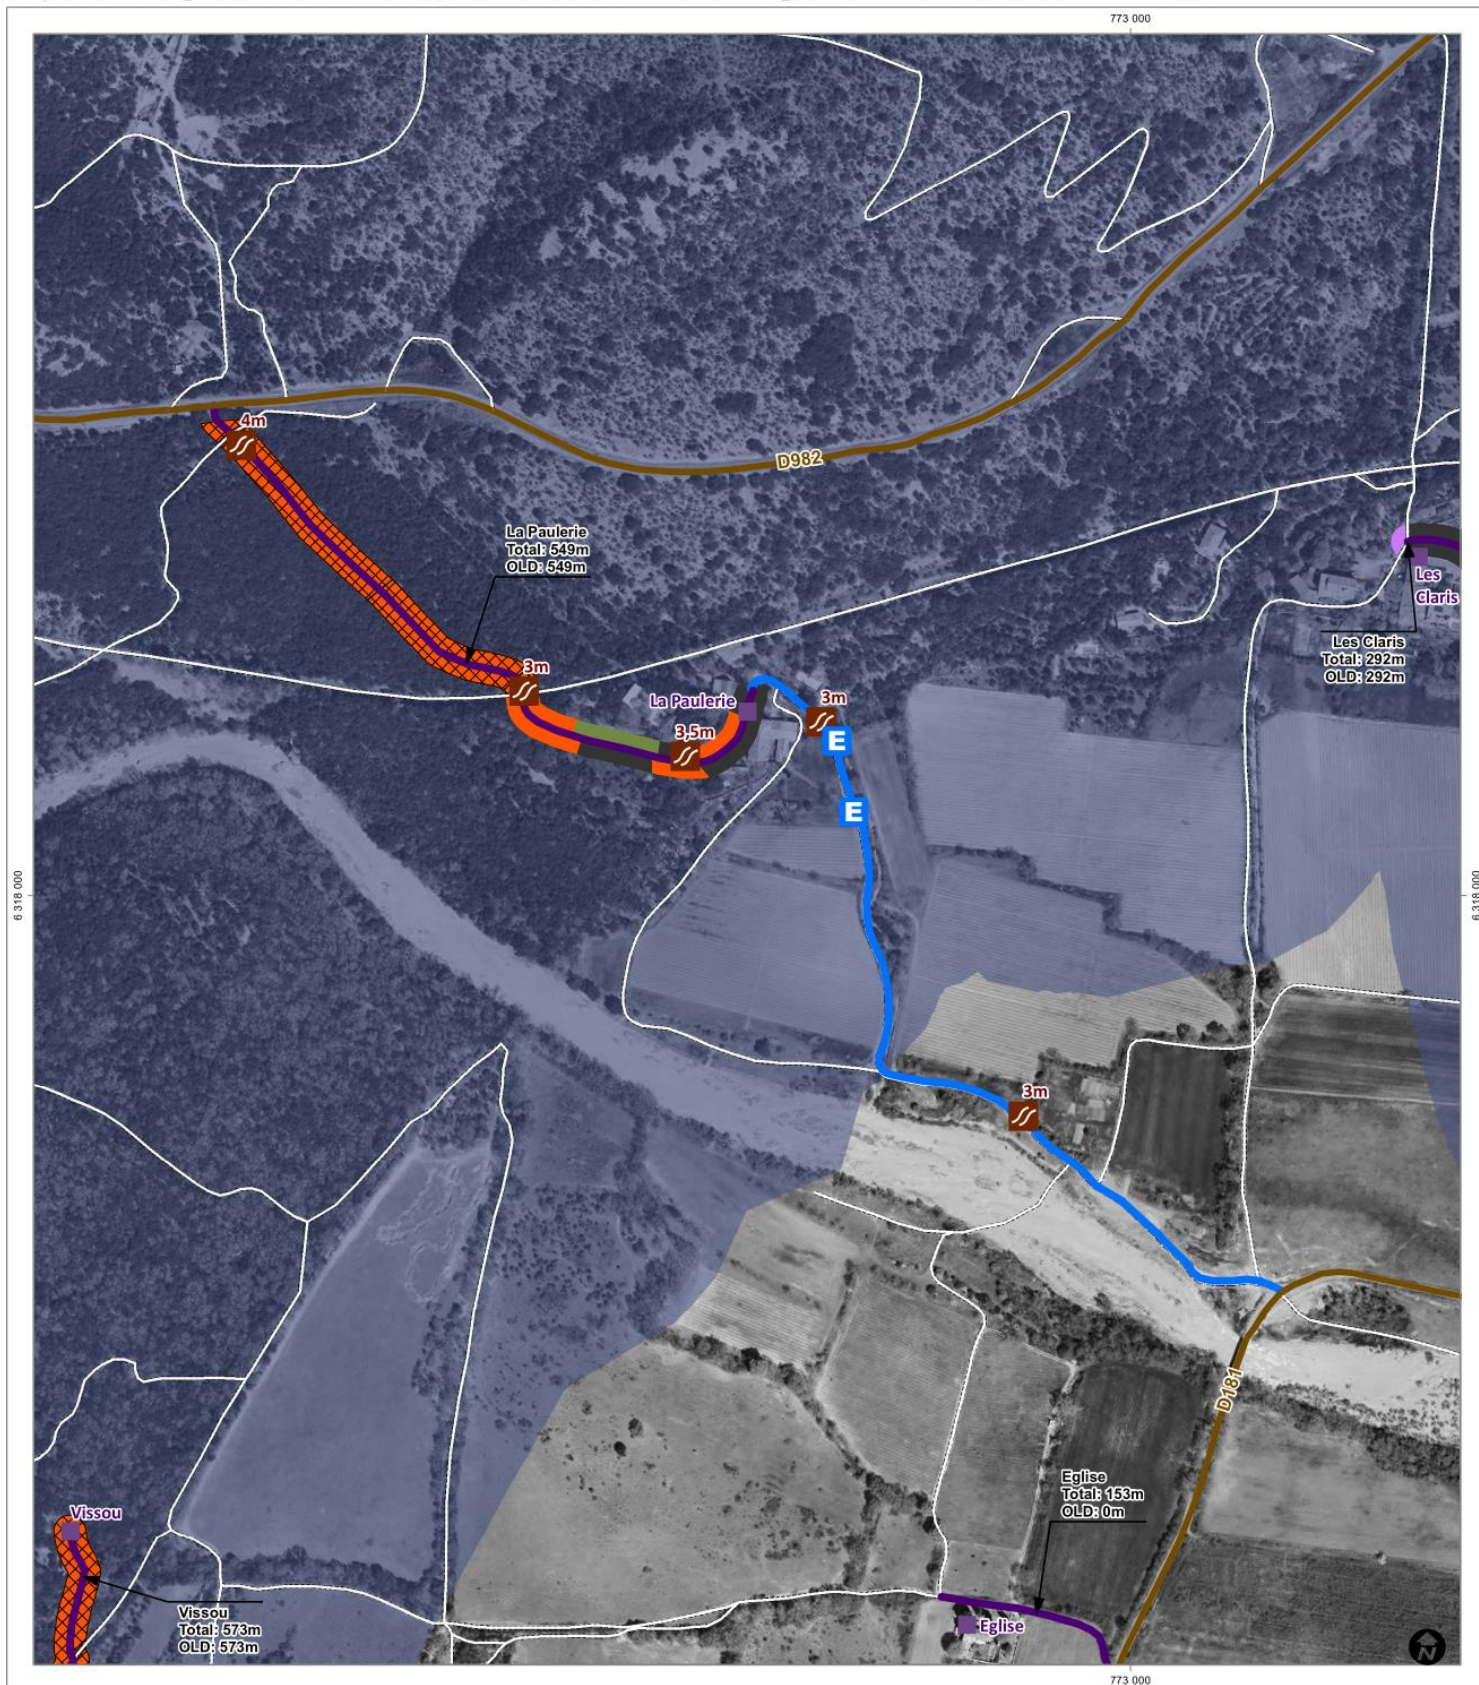 773 000
4m
D982
La Paulerie
Total: 549m
OLD: 549m
Les
Claris
Les Claris
Total: 292m
OLD: 292m
3m
La Paulerie
3m
3,5m
E
E
6 318 000
6 318 000
3m
D181
Eglise
Total: 153m
OLD: 0m
Vissou
Vissou
Total: 573m
OLD: 573m
Eglise
N
773 000